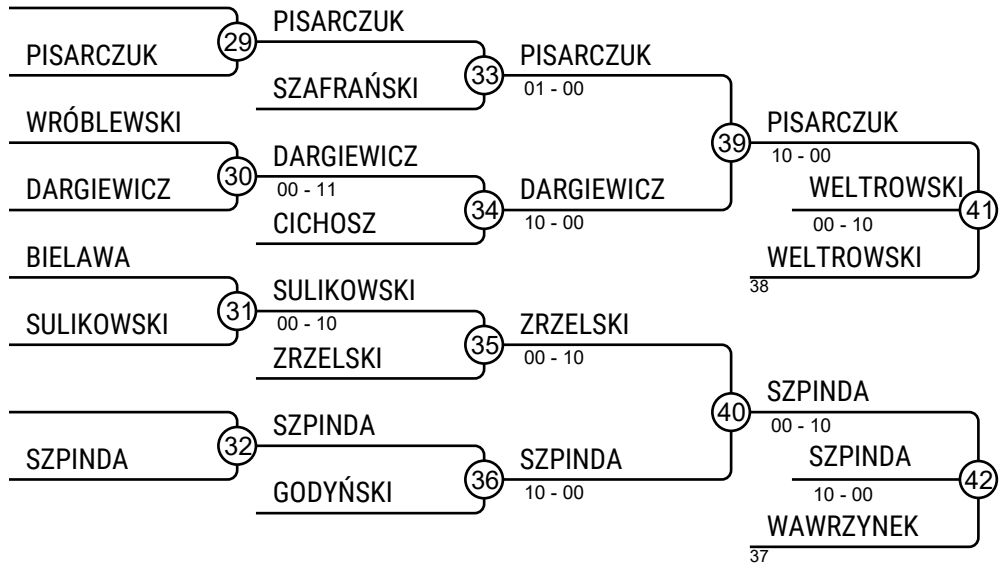 PISARCZUK
29
PISARCZUK
SZAFRAŃSKI
33
PISARCZUK
01 - 00
WRÓBLEWSKI
30
DARGIEWICZ
DARGIEWICZ
00 - 11
CICHOSZ
34
DARGIEWICZ
10 - 00
39
PISARCZUK
10 - 00
WELTROWSKI
00 - 10
41
WELTROWSKI
38
BIELAWA
31
SULIKOWSKI
SULIKOWSKI
00 - 10
ZRZELSKI
35
ZRZELSKI
00 - 10
32
SZPINDA
SZPINDA
GODYŃSKI
36
SZPINDA
10 - 00
40
SZPINDA
00 - 10
SZPINDA
10 - 00
42
WAWRZYNEK
37